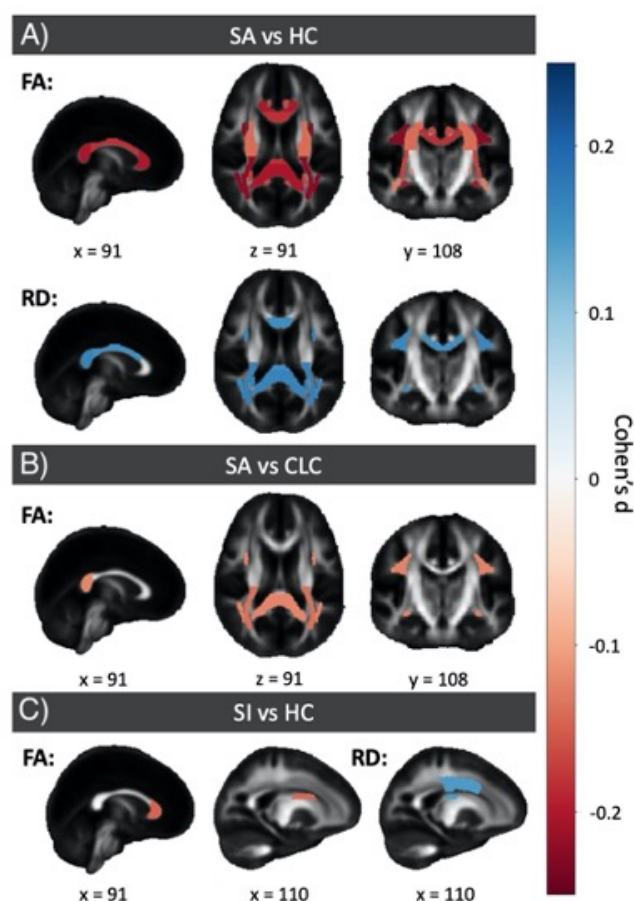 A) SA vs HC
FA:
x = 91 z = 91 y = 108
RD:
B) SA vs CLC
FA:
x = 91 z = 91 y = 108
C) SI vs HC
FA: RD:
x = 91 x = 110 x = 110
0.2
0.1
0
-0.1
-0.2
Cohen's d